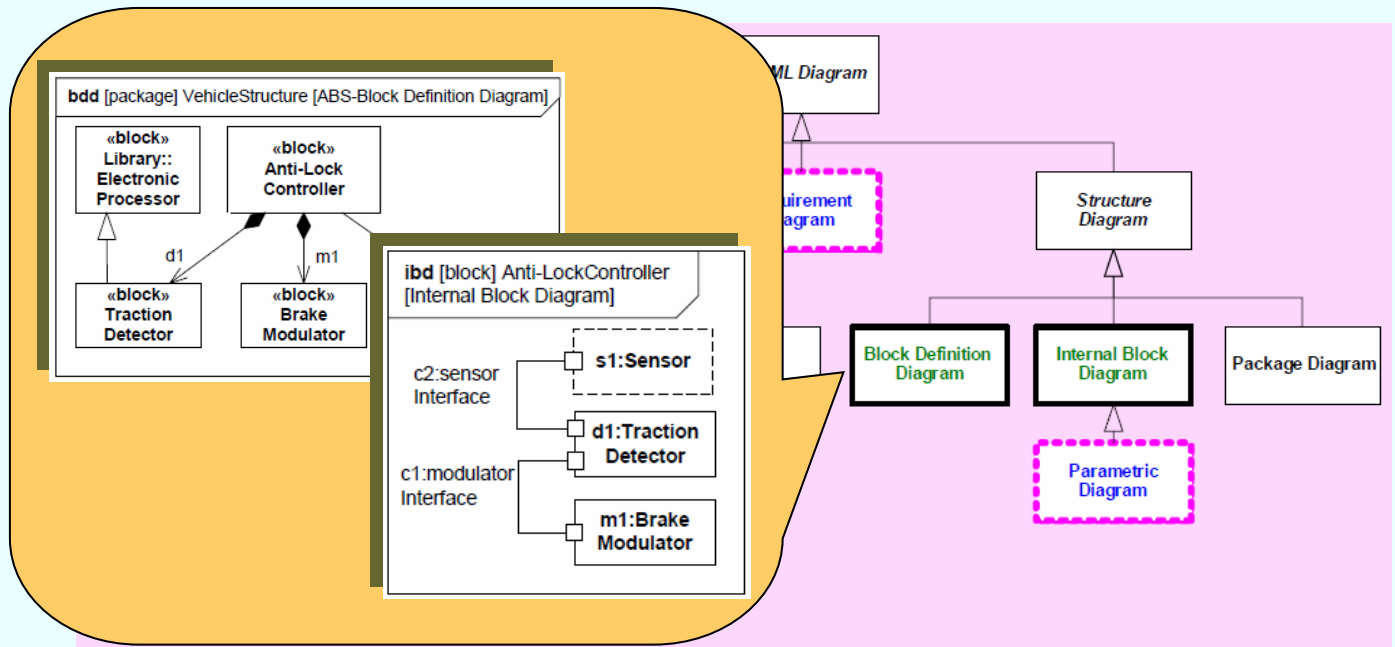 bdd [package] VehicleStructure [ABS-Block Definition Diagram]
«block»
Library::
Electronic
Processor
«block»
Anti-Lock
Controller
d1
m1
«block»
Traction
Detector
«block»
Brake
Modulator
ibd [block] Anti-LockController
[Internal Block Diagram]
s1:Sensor
c2:sensor
Interface
d1:Traction
Detector
c1:modulator
Interface
m1:Brake
Modulator
ML Diagram
uirement
agram
Structure
Diagram
Block Definition
Diagram
Internal Block
Diagram
Package Diagram
Parametric
Diagram